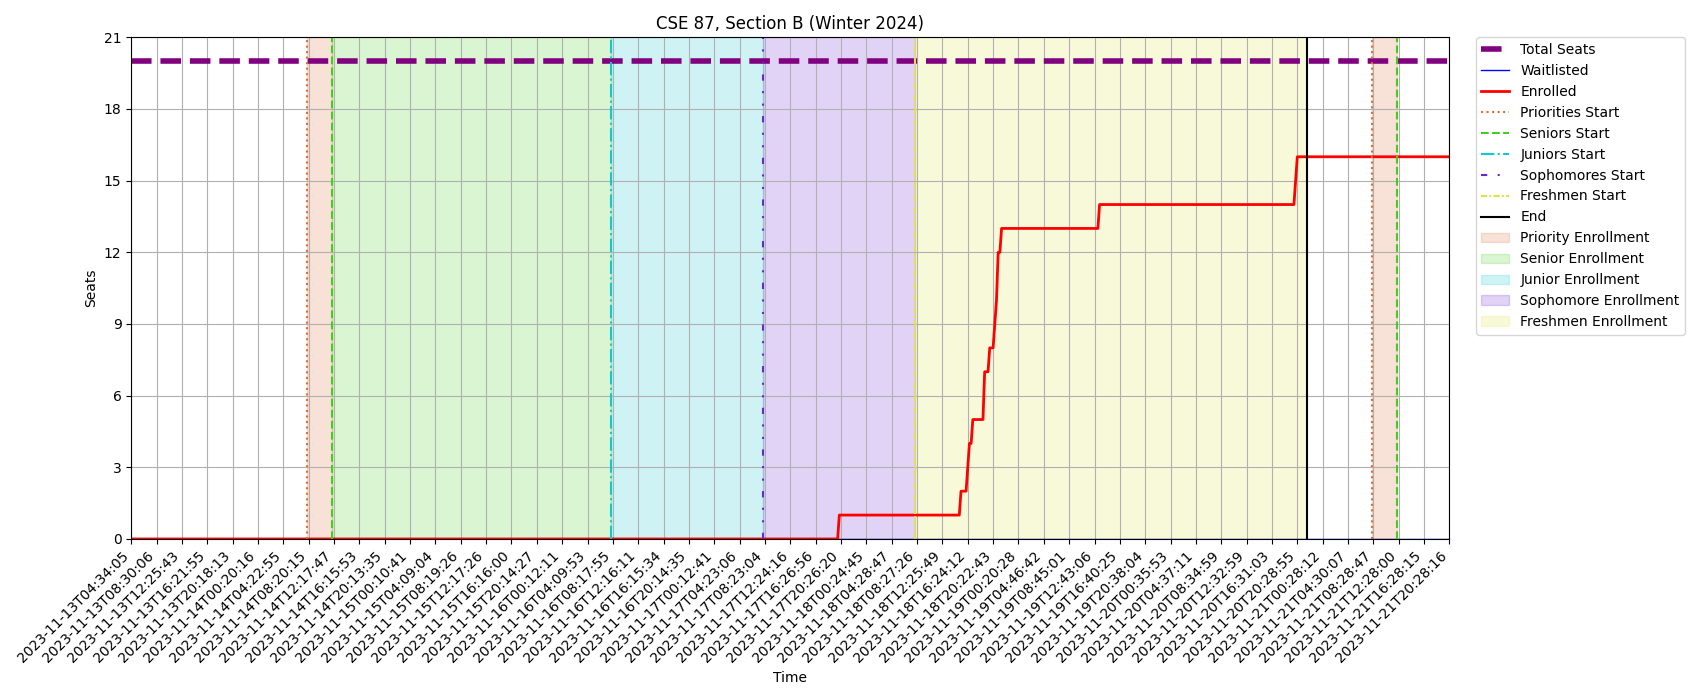 CSE 87, Section B (Winter 2024)
21
18
15
12
9
6
3
0
Seats
2023-11-13T04:34:05
2023-11-13T08:30:06
2023-11-13T12:25:43
2023-11-13T16:21:55
2023-11-13T20:18:13
2023-11-14T00:20:16
2023-11-14T04:22:55
2023-11-14T08:20:15
2023-11-14T12:17:47
2023-11-14T16:15:53
2023-11-14T20:13:35
2023-11-15T00:10:41
2023-11-15T04:09:04
2023-11-15T08:19:26
2023-11-15T12:17:26
2023-11-15T16:16:00
2023-11-15T20:14:27
2023-11-16T00:12:11
2023-11-16T04:09:53
2023-11-16T08:17:55
2023-11-16T12:16:11
2023-11-16T16:15:34
2023-11-16T20:14:35
2023-11-17T00:12:41
2023-11-17T04:23:06
2023-11-17T08:23:04
2023-11-17T12:24:16
2023-11-17T16:26:56
2023-11-17T20:26:20
2023-11-18T00:24:45
2023-11-18T04:28:47
2023-11-18T08:27:26
2023-11-18T12:25:49
2023-11-18T16:24:12
2023-11-18T20:22:43
2023-11-19T00:20:28
2023-11-19T04:46:42
2023-11-19T08:45:01
2023-11-19T12:43:06
2023-11-19T16:40:25
2023-11-19T20:38:04
2023-11-20T00:35:53
2023-11-20T04:37:11
2023-11-20T08:34:59
2023-11-20T12:32:59
2023-11-20T16:31:03
2023-11-20T20:28:55
2023-11-21T00:28:12
2023-11-21T04:30:07
2023-11-21T08:28:47
2023-11-21T12:28:00
2023-11-21T16:28:15
2023-11-21T20:28:16
Time
Total Seats
Waitlisted
Enrolled
Priorities Start
Seniors Start
Juniors Start
Sophomores Start
Freshmen Start
End
Priority Enrollment
Senior Enrollment
Junior Enrollment
Sophomore Enrollment
Freshmen Enrollment